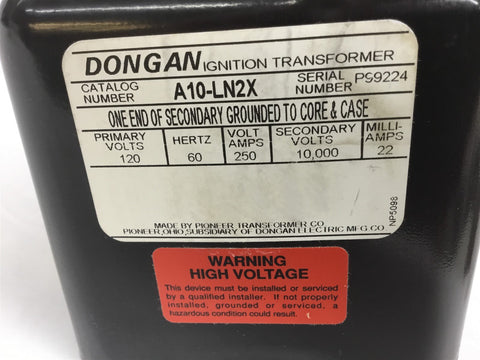 DONGAN IGNITION TRANSFORMER
CATALOG NUMBER A10-LN2X SERIAL NUMBER P99224
ONE END OF SECONDARY GROUNDED TO CORE & CASE
PRIMARY VOLTS HERTZ VOLT AMPS SECONDARY VOLTS MILLI-AMPS
120 60 250 10,000 22
MADE BY PIONEER TRANSFORMER CO.
PIONEER,OHIO,SUBSIDIARY OF DONGAN ELECTRIC MFG.CO.
NP5098
WARNING
HIGH VOLTAGE
This device must be installed or serviced
by a qualified installer. If not properly
installed, grounded or serviced, a
hazardous condition could result.